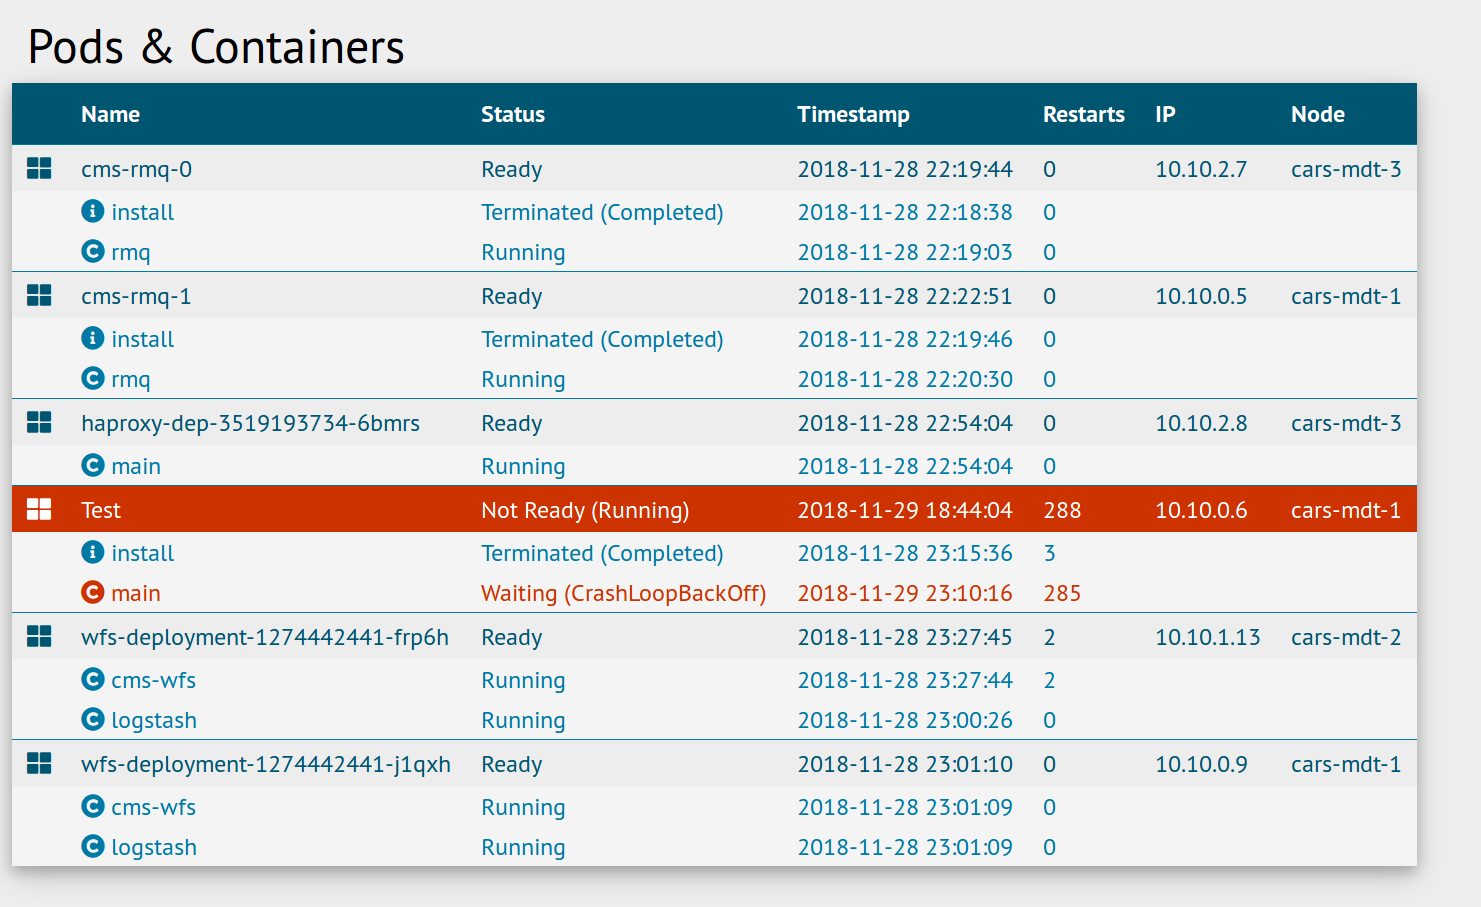 Pods & Containers
Name Status Timestamp Restarts IP Node
cms-rmq-0 Ready 2018-11-28 22:19:44 0 10.10.2.7 cars-mdt-3
i install Terminated (Completed) 2018-11-28 22:18:38 0
C rmq Running 2018-11-28 22:19:03 0
cms-rmq-1 Ready 2018-11-28 22:22:51 0 10.10.0.5 cars-mdt-1
i install Terminated (Completed) 2018-11-28 22:19:46 0
C rmq Running 2018-11-28 22:20:30 0
haproxy-dep-3519193734-6bmrs Ready 2018-11-28 22:54:04 0 10.10.2.8 cars-mdt-3
C main Running 2018-11-28 22:54:04 0
Test Not Ready (Running) 2018-11-29 18:44:04 288 10.10.0.6 cars-mdt-1
i install Terminated (Completed) 2018-11-28 23:15:36 3
C main Waiting (CrashLoopBackOff) 2018-11-29 23:10:16 285
wfs-deployment-1274442441-frp6h Ready 2018-11-28 23:27:45 2 10.10.1.13 cars-mdt-2
C cms-wfs Running 2018-11-28 23:27:44 2
C logstash Running 2018-11-28 23:00:26 0
wfs-deployment-1274442441-j1qxh Ready 2018-11-28 23:01:10 0 10.10.0.9 cars-mdt-1
C cms-wfs Running 2018-11-28 23:01:09 0
C logstash Running 2018-11-28 23:01:09 0